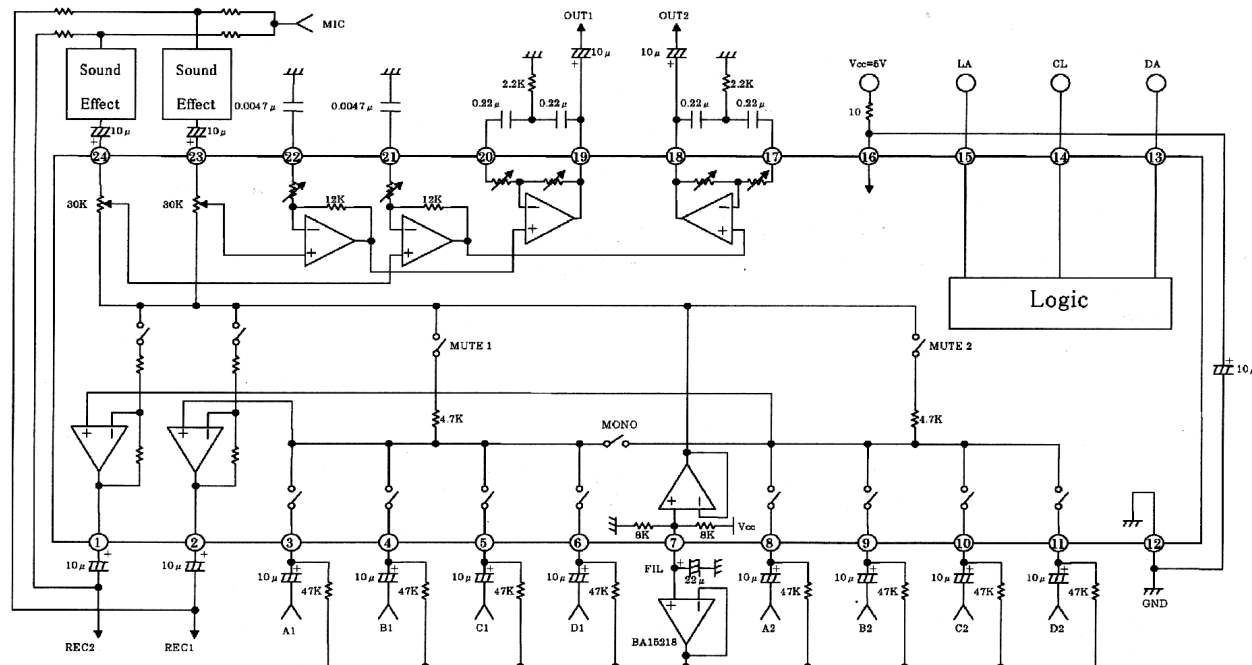 MIC
OUT1
OUT2
Sound Effect
Sound Effect
10μ
10μ
Vcc=5V
LA
CL
DA
2.2K
2.2K
10
0.0047μ
0.0047μ
0.22μ
0.22μ
0.22μ
0.22μ
10μ
10μ
24
23
22
21
20
19
18
17
16
15
14
13
30K
30K
12K
12K
−
+
−
+
−
+
−
+
Logic
MUTE 1
MUTE 2
10μ
4.7K
4.7K
MONO
+
−
+
−
+
−
8K
8K
Vcc
1
2
3
4
5
6
7
8
9
10
11
12
10μ
10μ
10μ
10μ
10μ
10μ
FIL
22μ
10μ
10μ
10μ
10μ
47K
47K
47K
47K
47K
47K
47K
47K
GND
A1
B1
C1
D1
+
−
BA15218
A2
B2
C2
D2
REC2
REC1